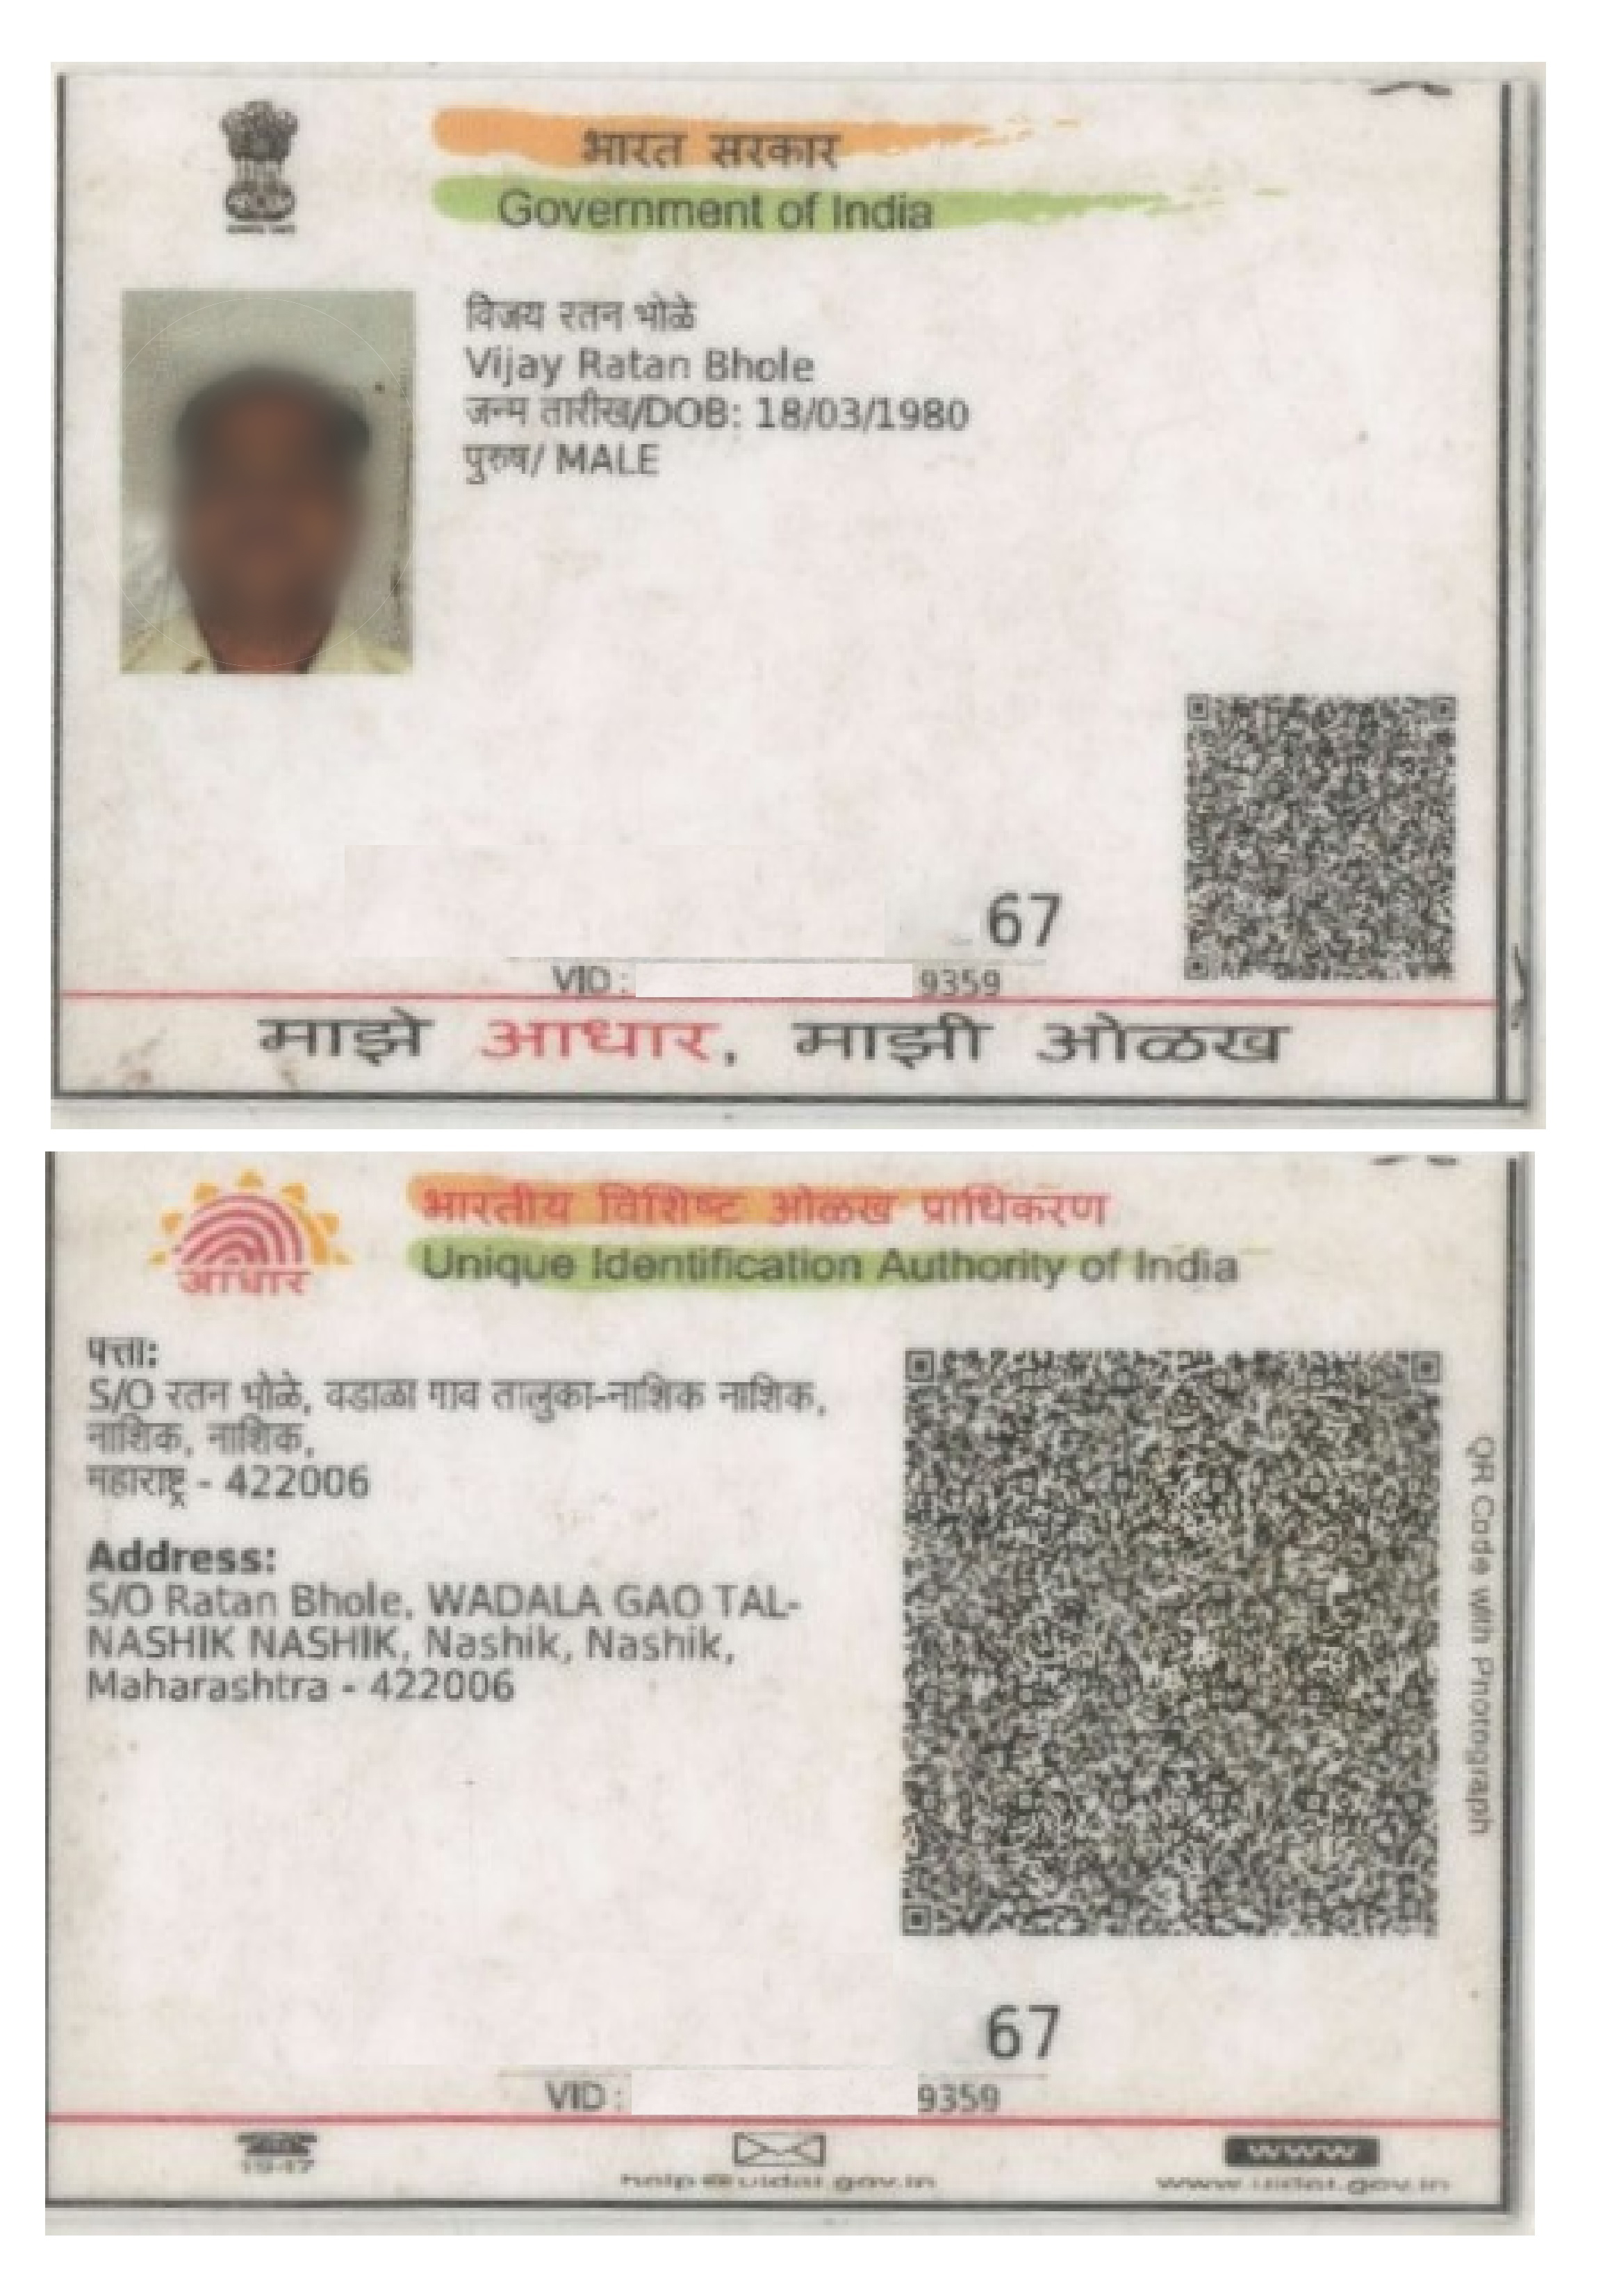 भारत सरकार
Government of India
विजय रतन भोळे
Vijay Ratan Bhole
जन्म तारीख/DOB: 18/03/1980
पुरुष/ MALE
67
VID : 9359
माझे आधार, माझी ओळख
भारतीय विशिष्ट ओळख प्राधिकरण
Unique Identification Authority of India
आधार
पत्ता:
S/O रतन भोळे, वडाळा गाव तालुका-नाशिक नाशिक,
नाशिक, नाशिक,
महाराष्ट्र - 422006
Address:
S/O Ratan Bhole, WADALA GAO TAL-
NASHIK NASHIK, Nashik, Nashik,
Maharashtra - 422006
QR Code with Photograph
67
VID : 9359
help@uidai.gov.in
www
www.uidai.gov.in